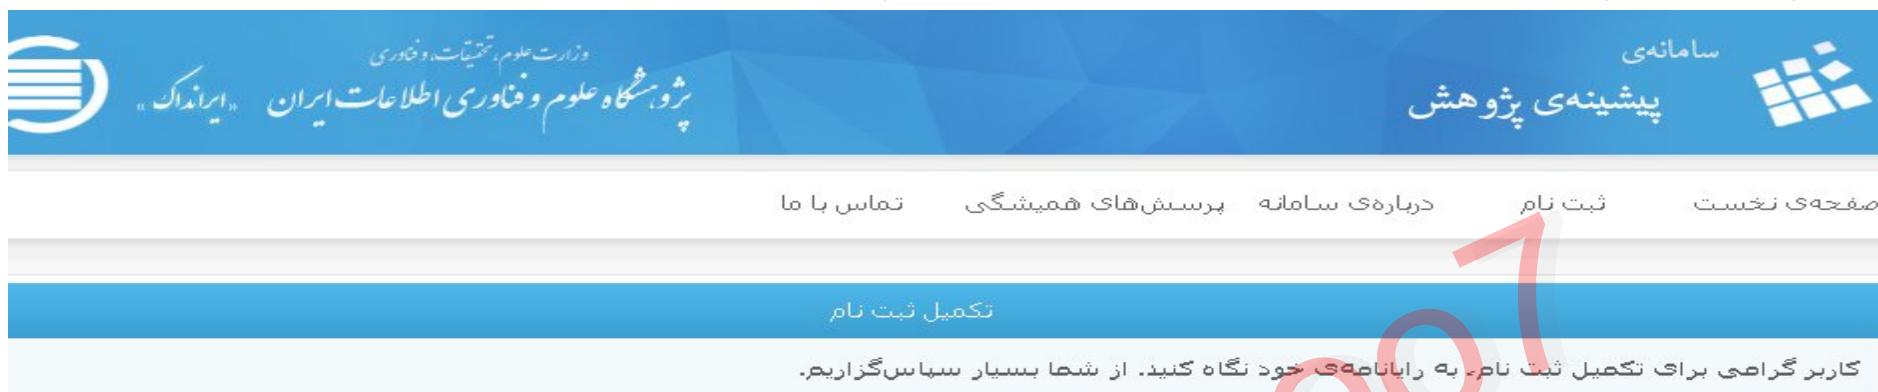 سامانه‌ی
پیشینه‌ی پژوهش
وزارت علوم، تحقیقات، و فناوری
پژوهشگاه علوم و فناوری اطلاعات ایران «ایرانداک»
صفحه‌ی نخست ثبت نام درباره‌ی سامانه پرسش‌های همیشگی تماس با ما
تکمیل ثبت نام
کاربر گرامی برای تکمیل ثبت نام، به رایانامه‌ی خود نگاه کنید. از شما بسیار سپاس‌گزاریم.